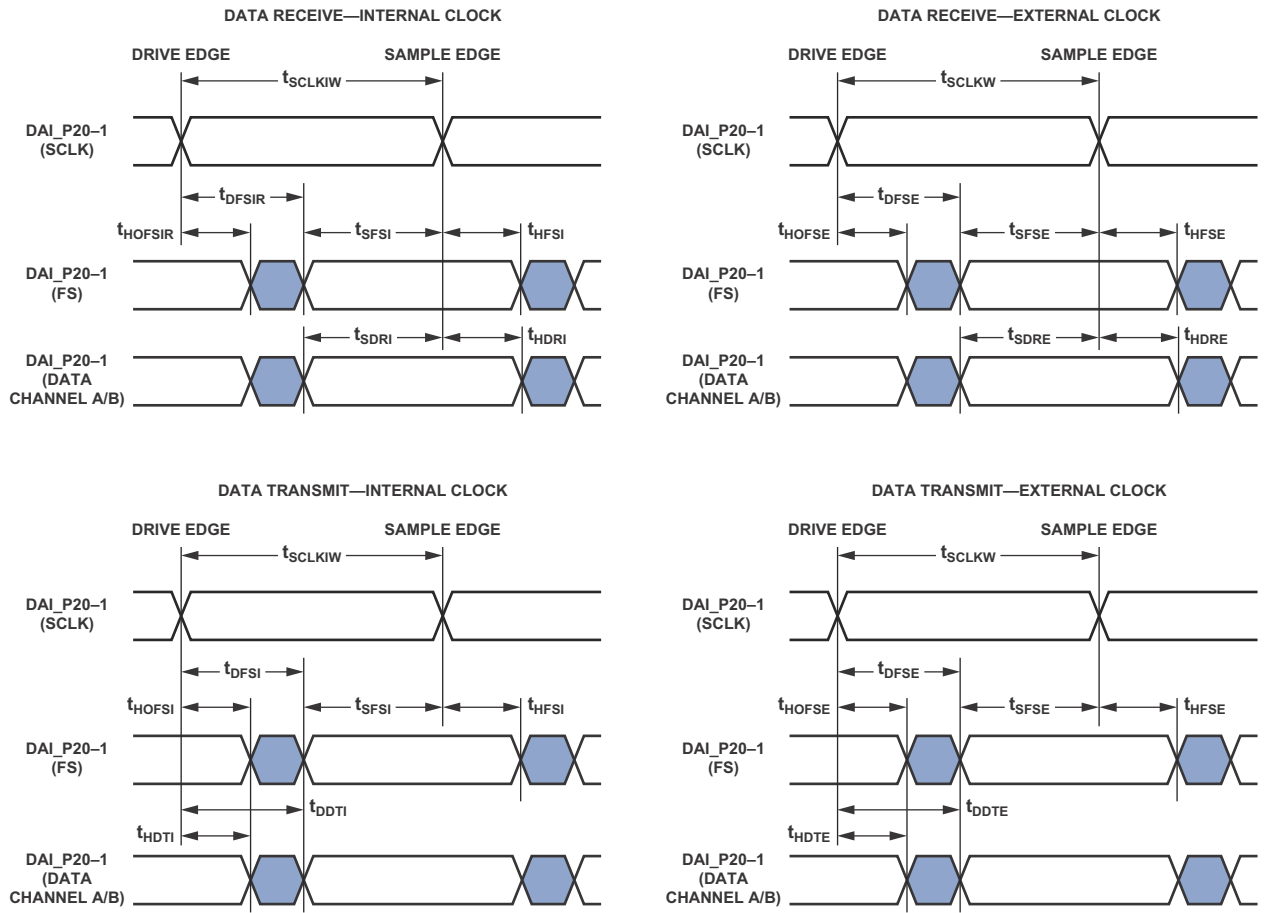 DATA RECEIVE—INTERNAL CLOCK
DRIVE EDGE
SAMPLE EDGE
tSCLKIW
DAI_P20–1
(SCLK)
tDFSIR
tHOFSIR
tSFSI
tHFSI
DAI_P20–1
(FS)
tSDRI
tHDRI
DAI_P20–1
(DATA
CHANNEL A/B)
DATA RECEIVE—EXTERNAL CLOCK
DRIVE EDGE
SAMPLE EDGE
tSCLKW
DAI_P20–1
(SCLK)
tDFSE
tHOFSE
tSFSE
tHFSE
DAI_P20–1
(FS)
tSDRE
tHDRE
DAI_P20–1
(DATA
CHANNEL A/B)
DATA TRANSMIT—INTERNAL CLOCK
DRIVE EDGE
SAMPLE EDGE
tSCLKIW
DAI_P20–1
(SCLK)
tDFSI
tHOFSI
tSFSI
tHFSI
DAI_P20–1
(FS)
tDDTI
tHDTI
DAI_P20–1
(DATA
CHANNEL A/B)
DATA TRANSMIT—EXTERNAL CLOCK
DRIVE EDGE
SAMPLE EDGE
tSCLKW
DAI_P20–1
(SCLK)
tDFSE
tHOFSE
tSFSE
tHFSE
DAI_P20–1
(FS)
tDDTE
tHDTE
DAI_P20–1
(DATA
CHANNEL A/B)